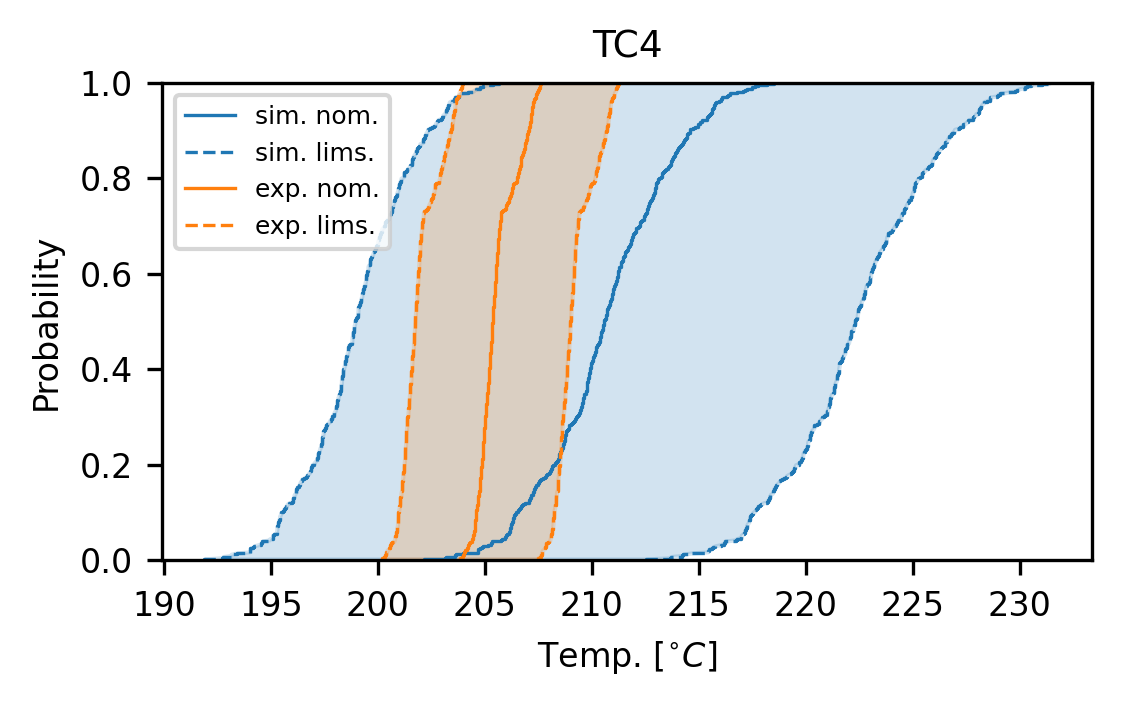 TC4
1.0
0.8
0.6
0.4
0.2
0.0
Probability
sim. nom.
sim. lims.
exp. nom.
exp. lims.
190 195 200 205 210 215 220 225 230
Temp. [°C]